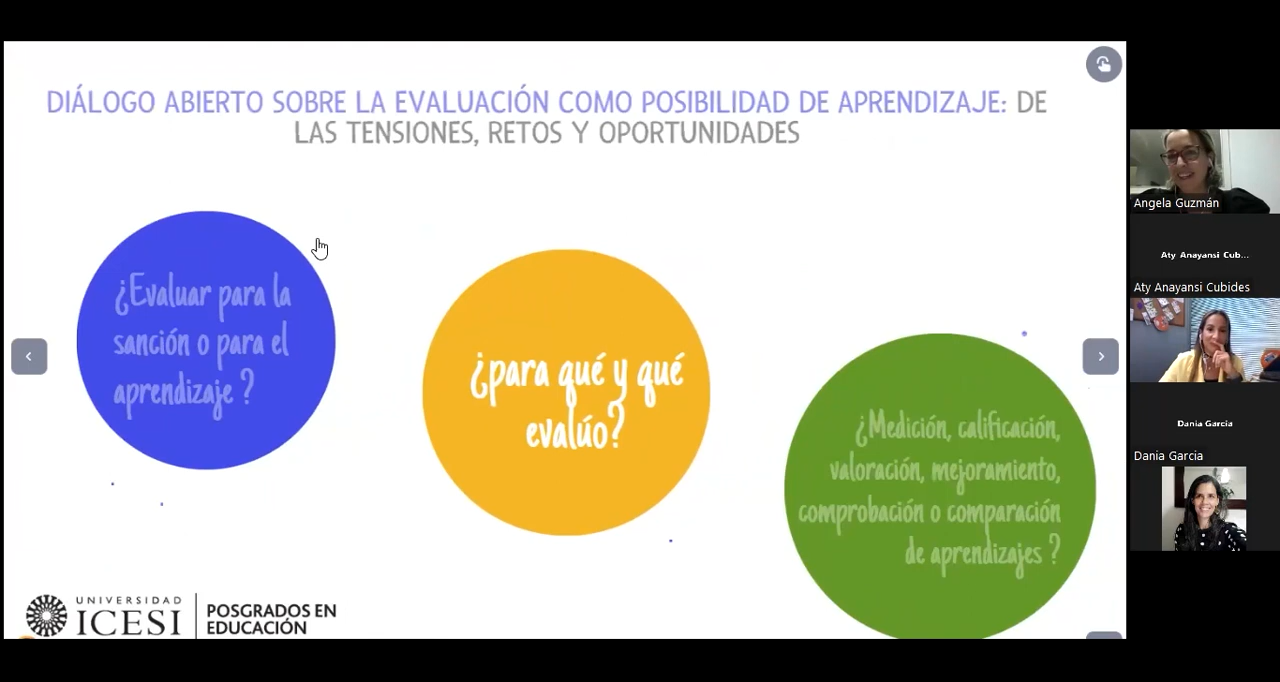 DIÁLOGO ABIERTO SOBRE LA EVALUACIÓN COMO POSIBILIDAD DE APRENDIZAJE: DE
LAS TENSIONES, RETOS Y OPORTUNIDADES
¿Evaluar para la
sanción o para el
aprendizaje ?
¿para qué y qué
evalúo?
¿Medición, calificación,
valoración, mejoramiento,
comprobación o comparación
de aprendizajes ?
UNIVERSIDAD
ICESI
POSGRADOS EN
EDUCACIÓN
Angela Guzmán
Aty Anayansi Cub...
Aty Anayansi Cubides
Dania Garcia
Dania Garcia